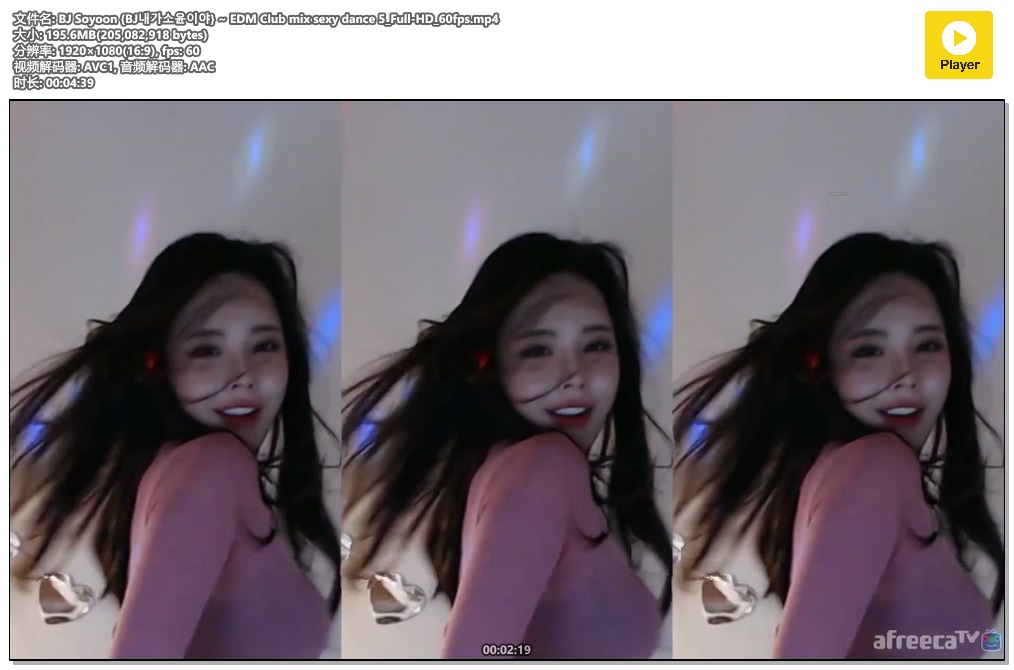 文件名: BJ Soyoon {BJ내가소윤이야} ~ EDM Club mix sexy dance 5_Full-HD_60fps.mp4
大小: 195.6MB(205,082,918 bytes)
分辨率: 1920×1080(16:9), fps: 60
视频解码器: AVC1, 音频解码器: AAC
时长: 00:04:39
Player
afreecaTV
00:02:19